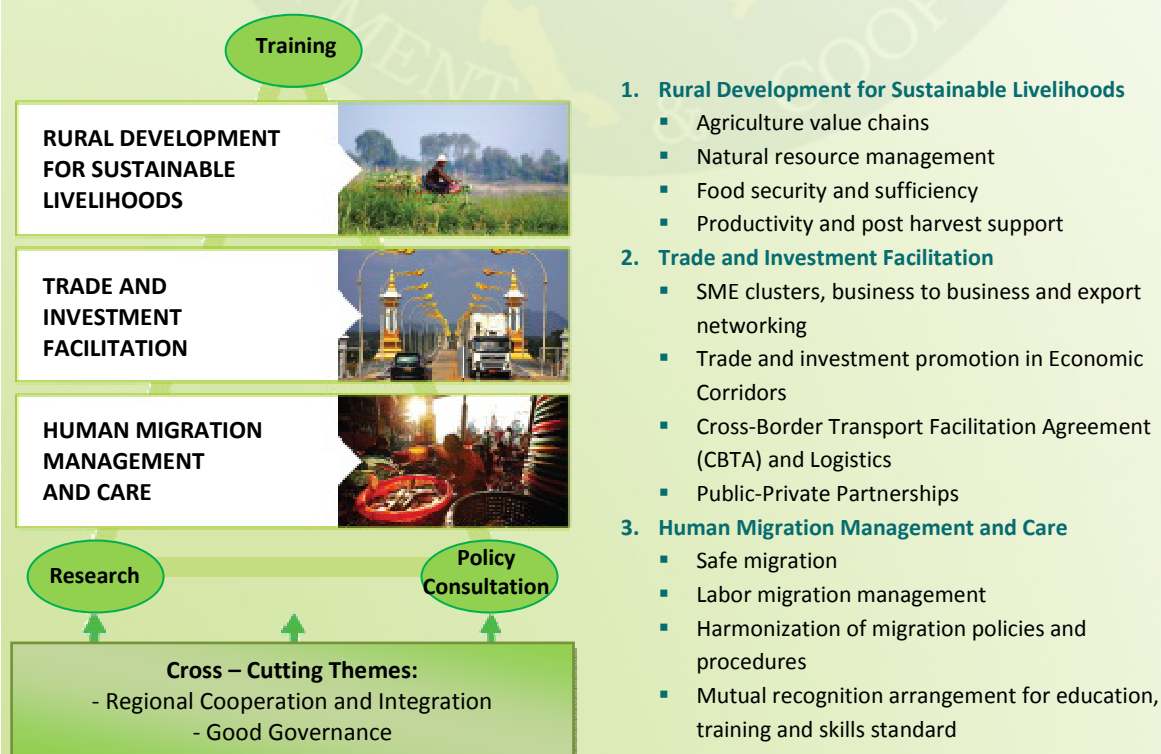 MENT & COOP
Training
RURAL DEVELOPMENT
FOR SUSTAINABLE
LIVELIHOODS
TRADE AND
INVESTMENT
FACILITATION
HUMAN MIGRATION
MANAGEMENT
AND CARE
Research
Policy
Consultation
Cross – Cutting Themes:
- Regional Cooperation and Integration
- Good Governance
1. Rural Development for Sustainable Livelihoods
▪ Agriculture value chains
▪ Natural resource management
▪ Food security and sufficiency
▪ Productivity and post harvest support
2. Trade and Investment Facilitation
▪ SME clusters, business to business and export
networking
▪ Trade and investment promotion in Economic
Corridors
▪ Cross-Border Transport Facilitation Agreement
(CBTA) and Logistics
▪ Public-Private Partnerships
3. Human Migration Management and Care
▪ Safe migration
▪ Labor migration management
▪ Harmonization of migration policies and
procedures
▪ Mutual recognition arrangement for education,
training and skills standard